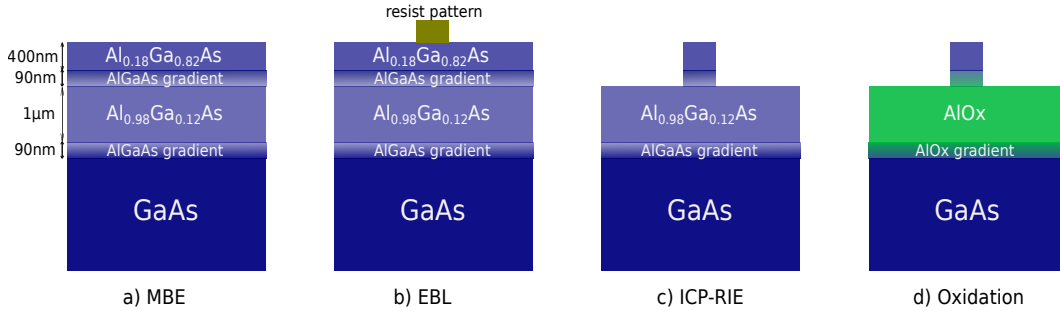 resist pattern
400nm Al0.18Ga0.82As Al0.18Ga0.82As
90nm AlGaAs gradient AlGaAs gradient
1μm Al0.98Ga0.12As Al0.98Ga0.12As Al0.98Ga0.12As AlOx
90nm AlGaAs gradient AlGaAs gradient AlGaAs gradient AlOx gradient
GaAs GaAs GaAs GaAs
a) MBE b) EBL c) ICP-RIE d) Oxidation